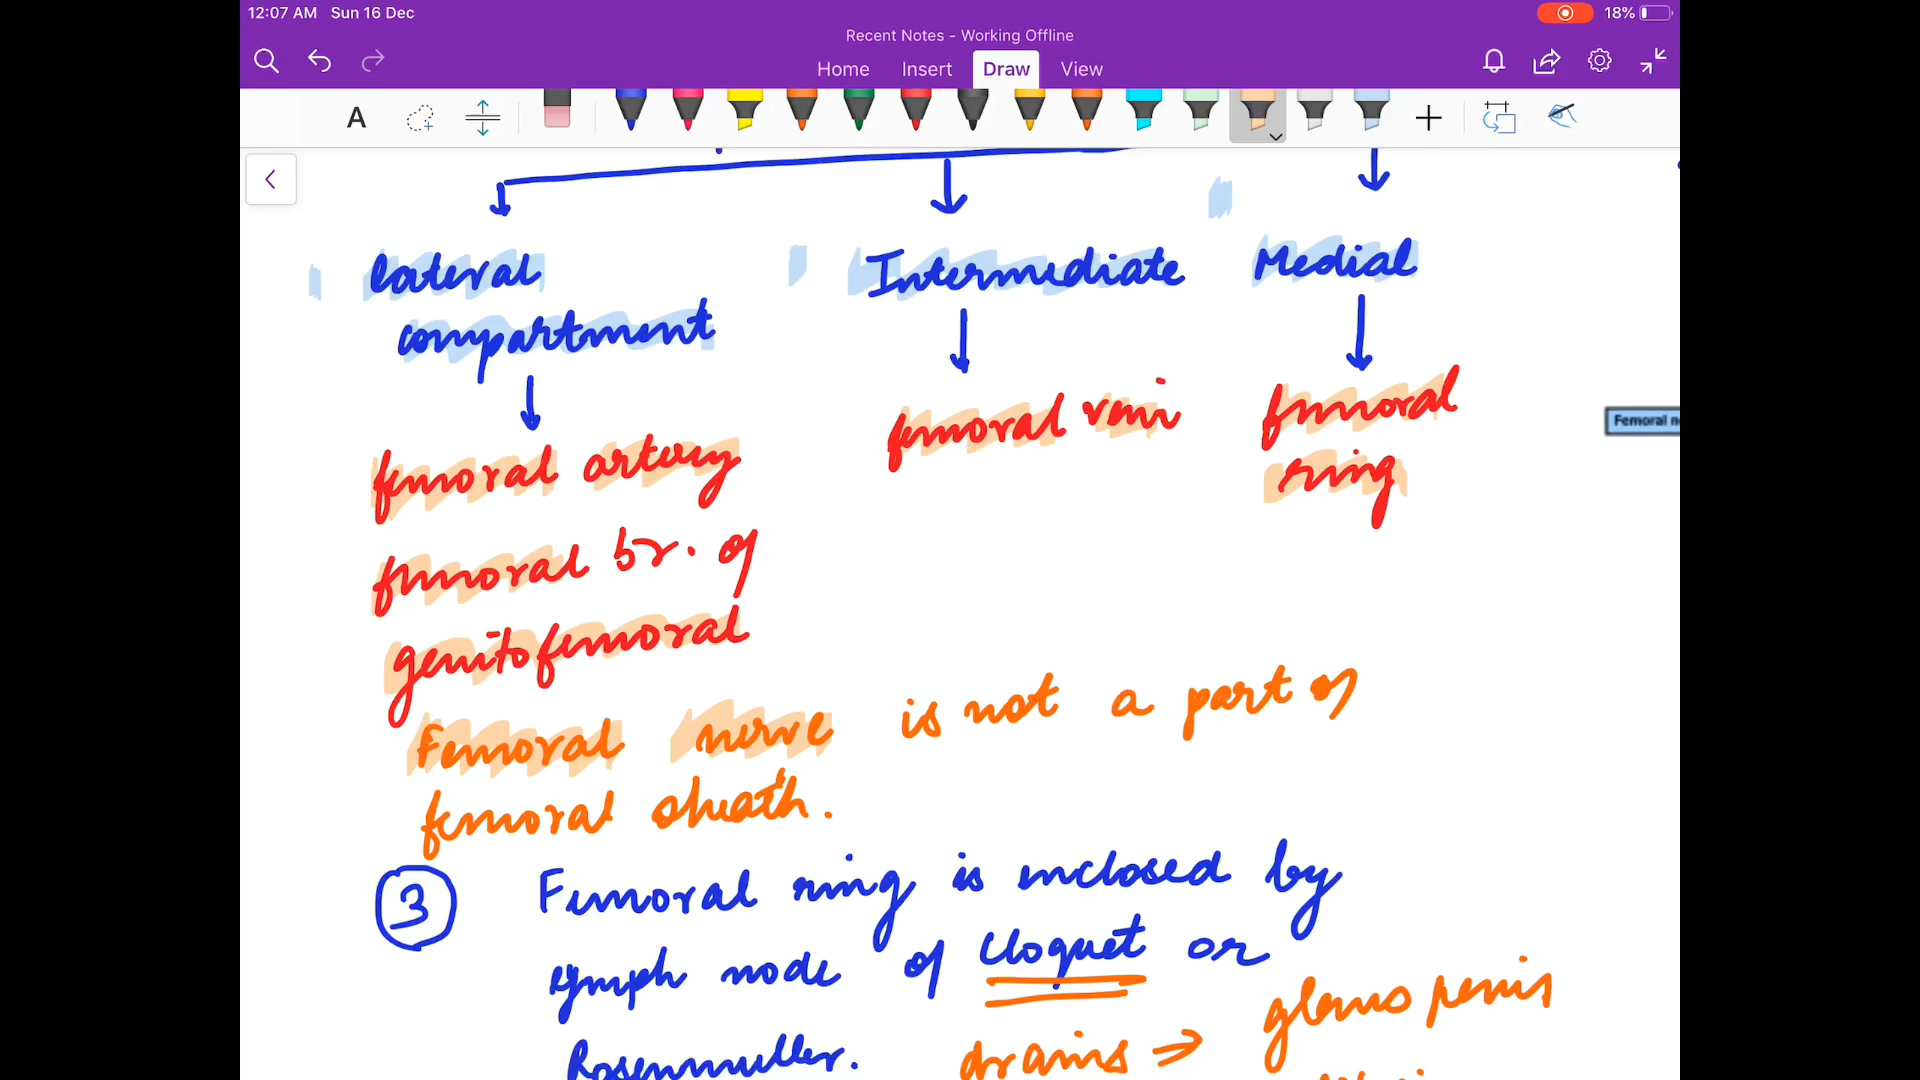 12:07 AM Sun 16 Dec
18%
Recent Notes - Working Offline
Home Insert Draw View
A
lateral Intermediate Medial
compartment
femoral artery femoral vein femoral
ring
femoral br. of
genitofemoral
Femoral nerve is not a part of
femoral sheath.
Femoral n
3 Femoral ring is enclosed by
lymph node of Cloquet or
Rosenmuller. drains ⇒ glans penis